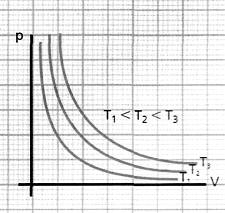 p
T₁ < T₂ < T₃
T₃
T₂
T₁
V